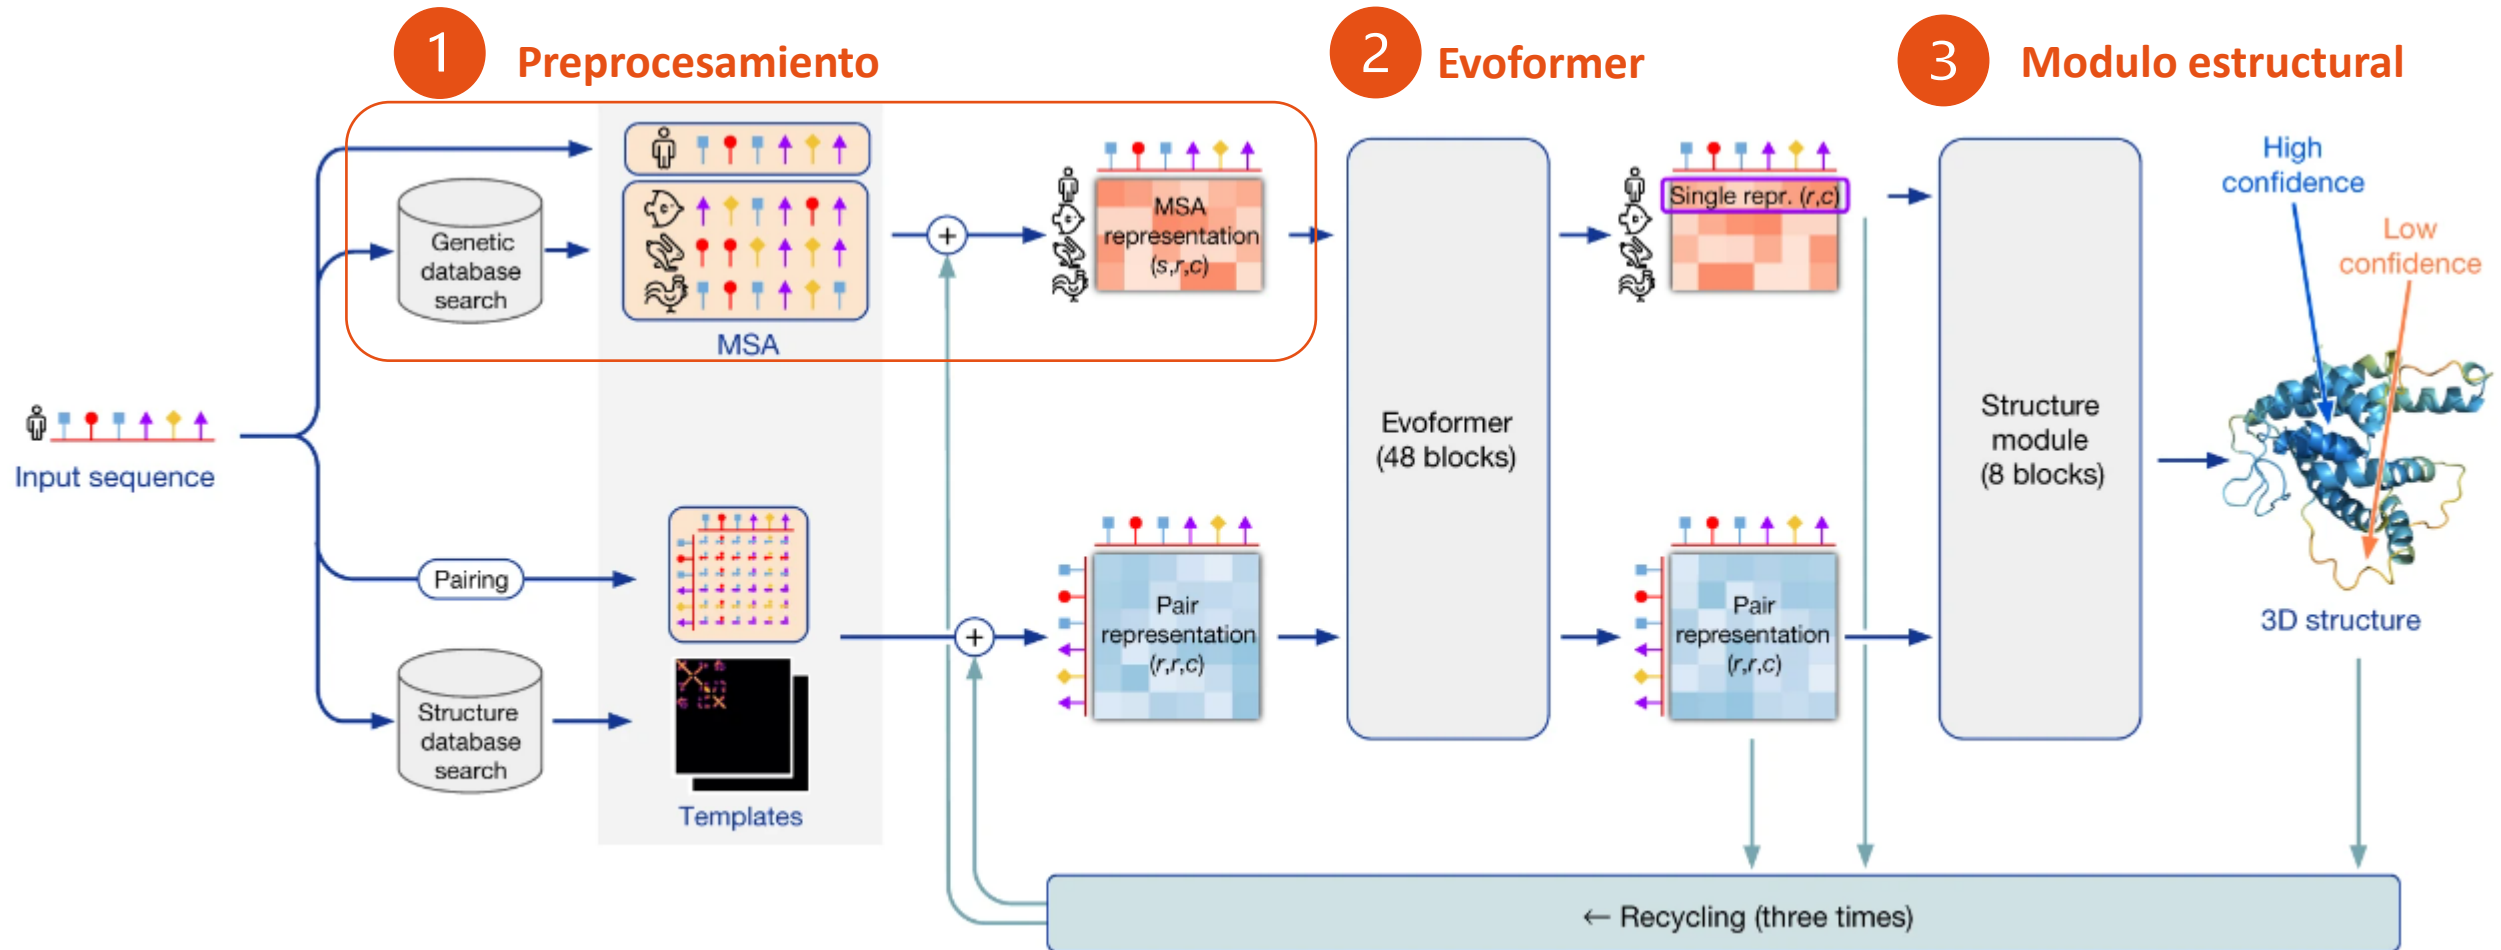 1 Preprocesamiento
2 Evoformer
3 Modulo estructural
Genetic
database
search
MSA
MSA
representation
(s,r,c)
Single repr. (r,c)
High
confidence
Low
confidence
Input sequence
Pairing
Structure
database
search
Templates
Pair
representation
(r,r,c)
Evoformer
(48 blocks)
Pair
representation
(r,r,c)
Structure
module
(8 blocks)
3D structure
← Recycling (three times)